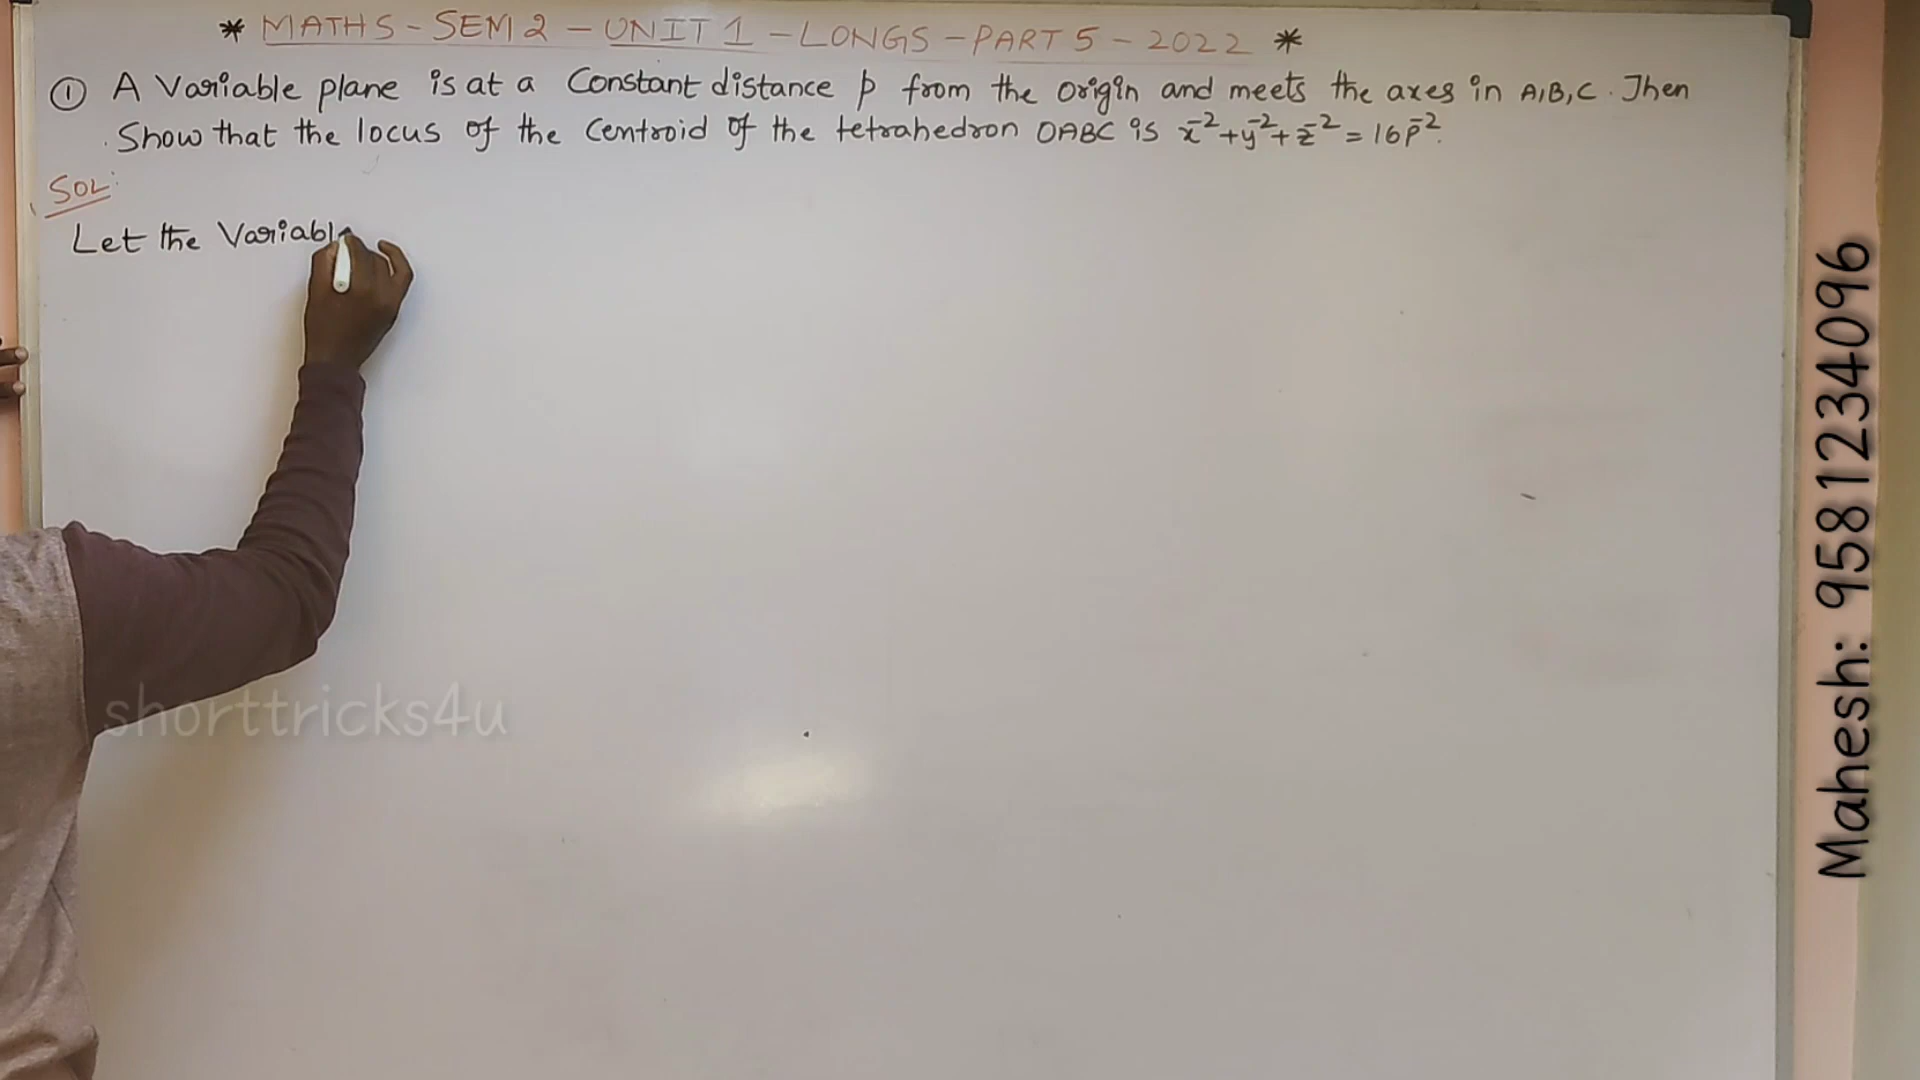 * MATHS - SEM 2 - UNIT 1 - LONGS - PART 5 - 2022 *
① A Variable plane is at a Constant distance p from the origin and meets the axes in A,B,C. Then
Show that the locus of the Centroid of the tetrahedron OABC is x⁻²+y⁻²+z⁻² = 16p⁻².
SOL:
Let the Variable
shorttricks4u
Mahesh: 9581234096